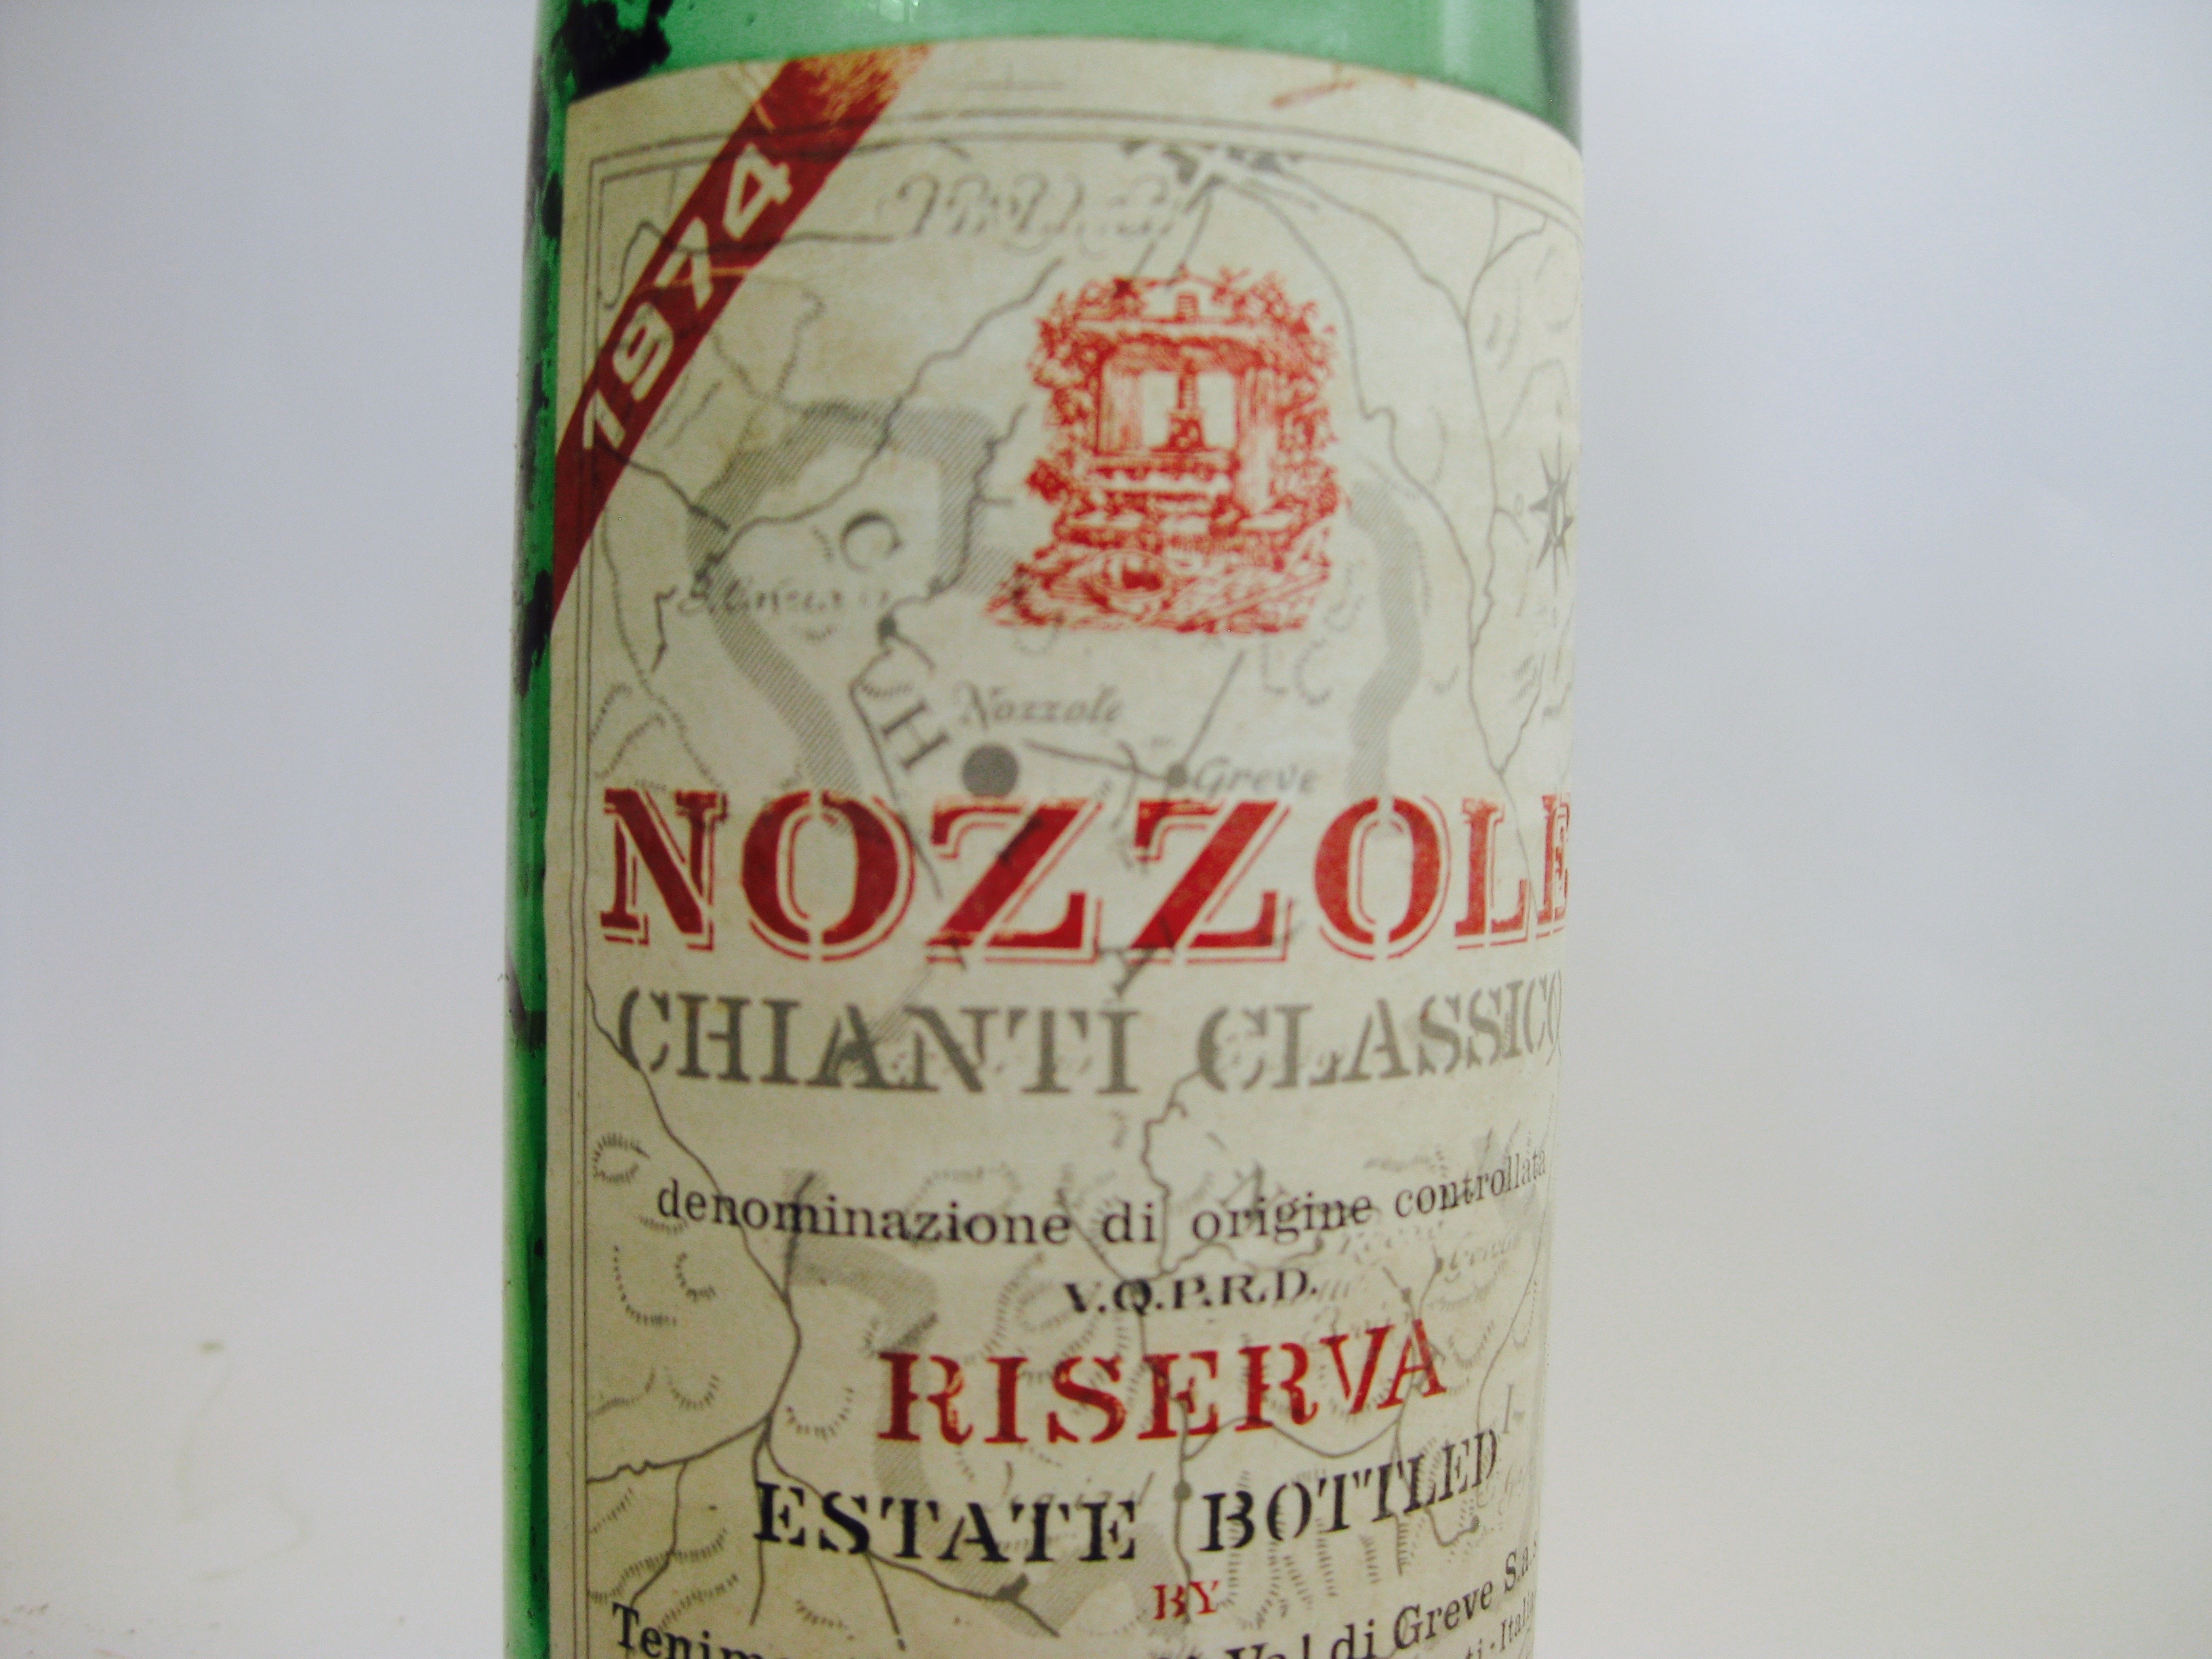 1974
C
H
Nozzole
Greve
NOZZOLE
CHIANTI CLASSICO
denominazione di origine controllata
V.Q.P.R.D.
RISERVA
ESTATE BOTTLED
BY
Val di Greve S.a.s